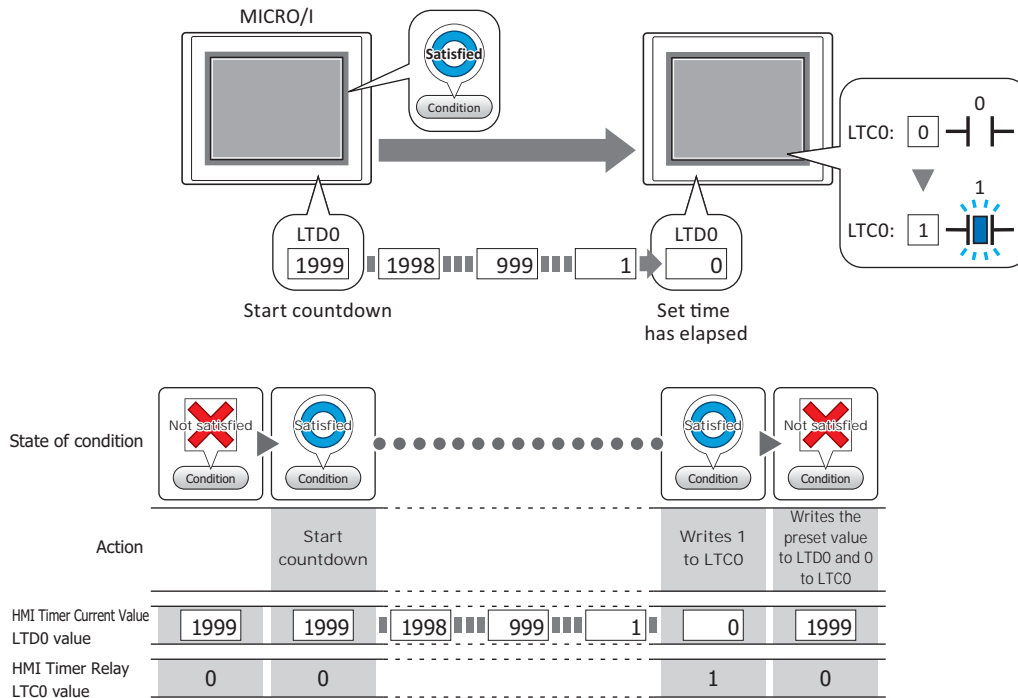 MICRO/I
Satisfied
Condition
0
LTC0: 0
1
LTC0: 1
LTD0
LTD0
1999 1998 999 1 0
Start countdown
Set time
has elapsed
State of condition
Not satisfied Satisfied Satisfied Not satisfied
Condition Condition Condition Condition
Action
Start
countdown
Writes 1
to LTC0
Writes the
preset value
to LTD0 and 0
to LTC0
HMI Timer Current Value
LTD0 value
1999 1999 1998 999 1 0 1999
HMI Timer Relay
LTC0 value
0 0 1 0